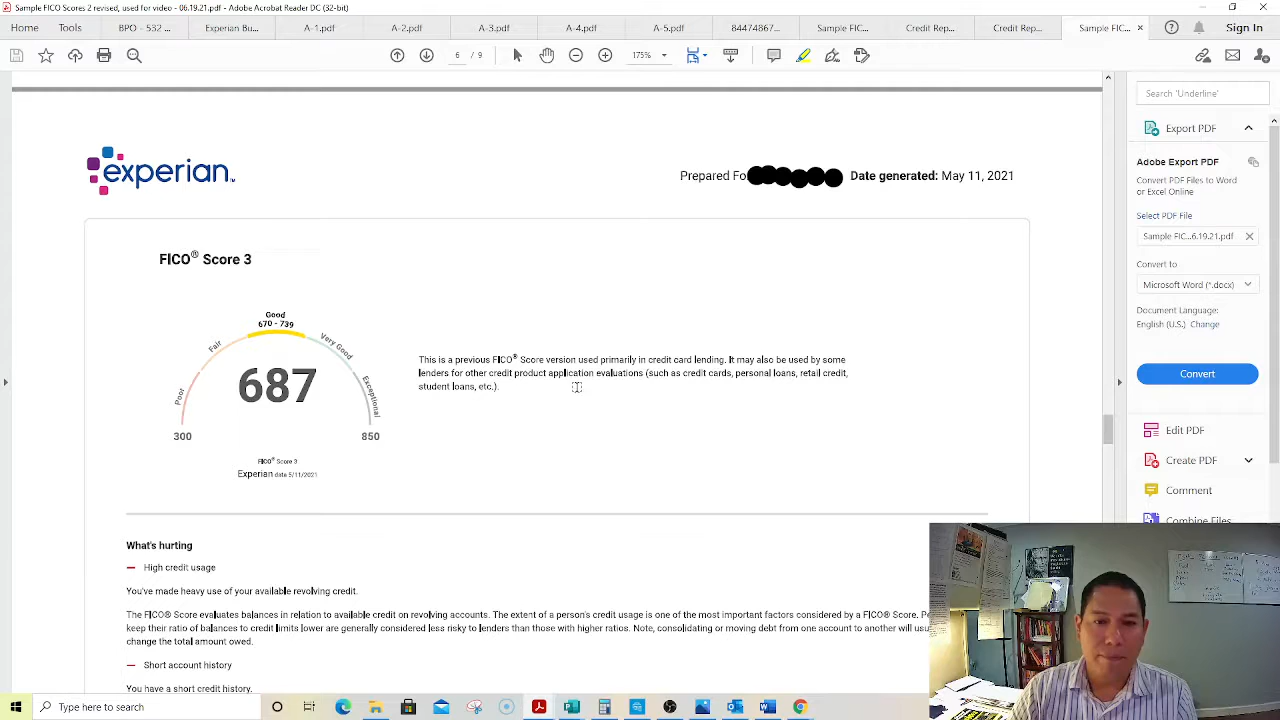 Sample FICO Scores 2 revised, used for video - 06.19.21.pdf - Adobe Acrobat Reader DC (32-bit)
Home Tools BPO - 532 ... Experian Bu... A-1.pdf A-2.pdf A-3.pdf A-4.pdf A-5.pdf 84474867... Sample FIC... Credit Rep... Credit Rep... Sample FIC... × Sign In
6 / 9 175%
Search 'Underline'
Export PDF
Adobe Export PDF
Convert PDF Files to Word
or Excel Online
Select PDF File
Sample FIC...6.19.21.pdf
Convert to
Microsoft Word (*.docx)
Document Language:
English (U.S.) Change
Convert
Edit PDF
Create PDF
Comment
Combine Files
experian.
Prepared Fo Date generated: May 11, 2021
FICO® Score 3
Good
670 - 739
Poor
Fair
Very Good
Exceptional
687
300 850
FICO® Score 3
Experian data 5/11/2021
This is a previous FICO® Score version used primarily in credit card lending. It may also be used by some
lenders for other credit product application evaluations (such as credit cards, personal loans, retail credit,
student loans, etc.).
What's hurting
High credit usage
You've made heavy use of your available revolving credit.
The FICO® Score evaluates balances in relation to available credit on revolving accounts. The extent of a person's credit usage is one of the most important factors considered by a FICO® Score. P
keep their ratio of balances to credit limits lower are generally considered less risky to lenders than those with higher ratios. Note, consolidating or moving debt from one account to another will usu
change the total amount owed.
Short account history
You have a short credit history.
Type here to search